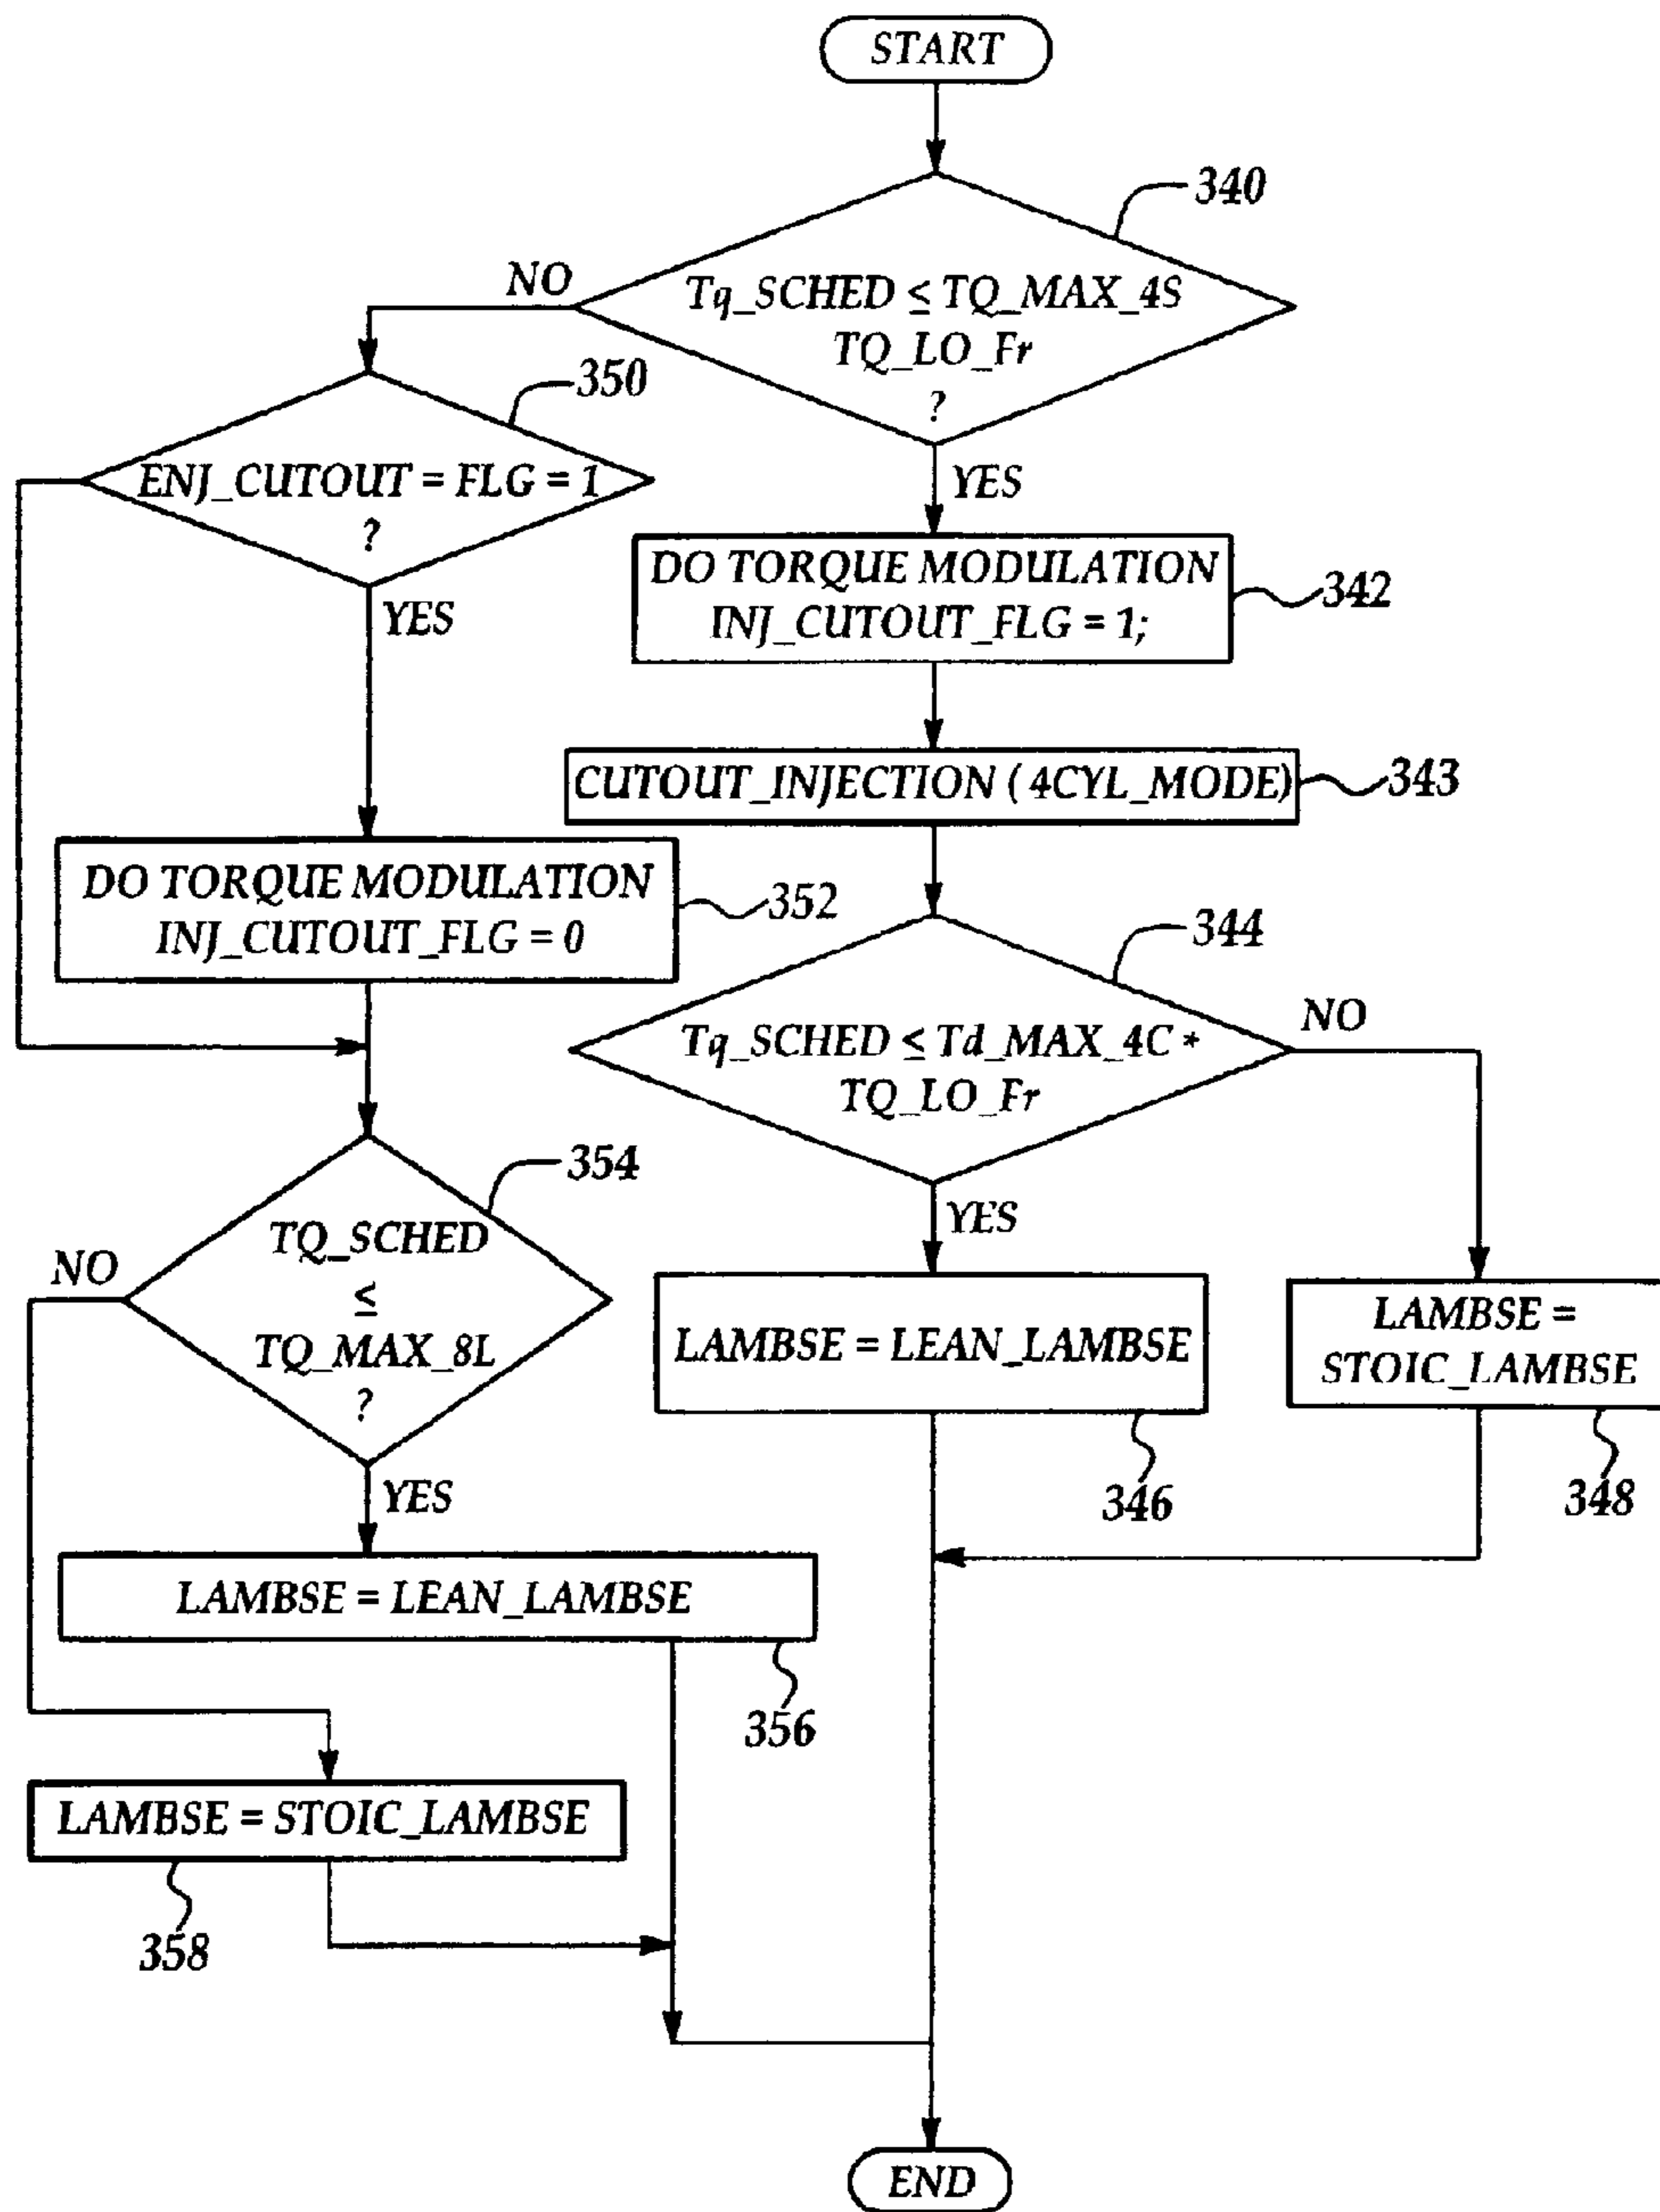 START
340
Tq_SCHED ≤ TQ_MAX_4S
TQ_LO_Fr
?
NO
YES
350
ENJ_CUTOUT = FLG = 1
?
YES
DO TORQUE MODULATION
INJ_CUTOUT_FLG = 1;
342
CUTOUT_INJECTION ( 4CYL_MODE)
343
DO TORQUE MODULATION
INJ_CUTOUT_FLG = 0
352
344
Tq_SCHED ≤ Td_MAX_4C *
TQ_LO_Fr
NO
YES
354
TQ_SCHED
≤
TQ_MAX_8L
?
NO
YES
LAMBSE = LEAN_LAMBSE
346
LAMBSE =
STOIC_LAMBSE
348
LAMBSE = LEAN_LAMBSE
356
LAMBSE = STOIC_LAMBSE
358
END